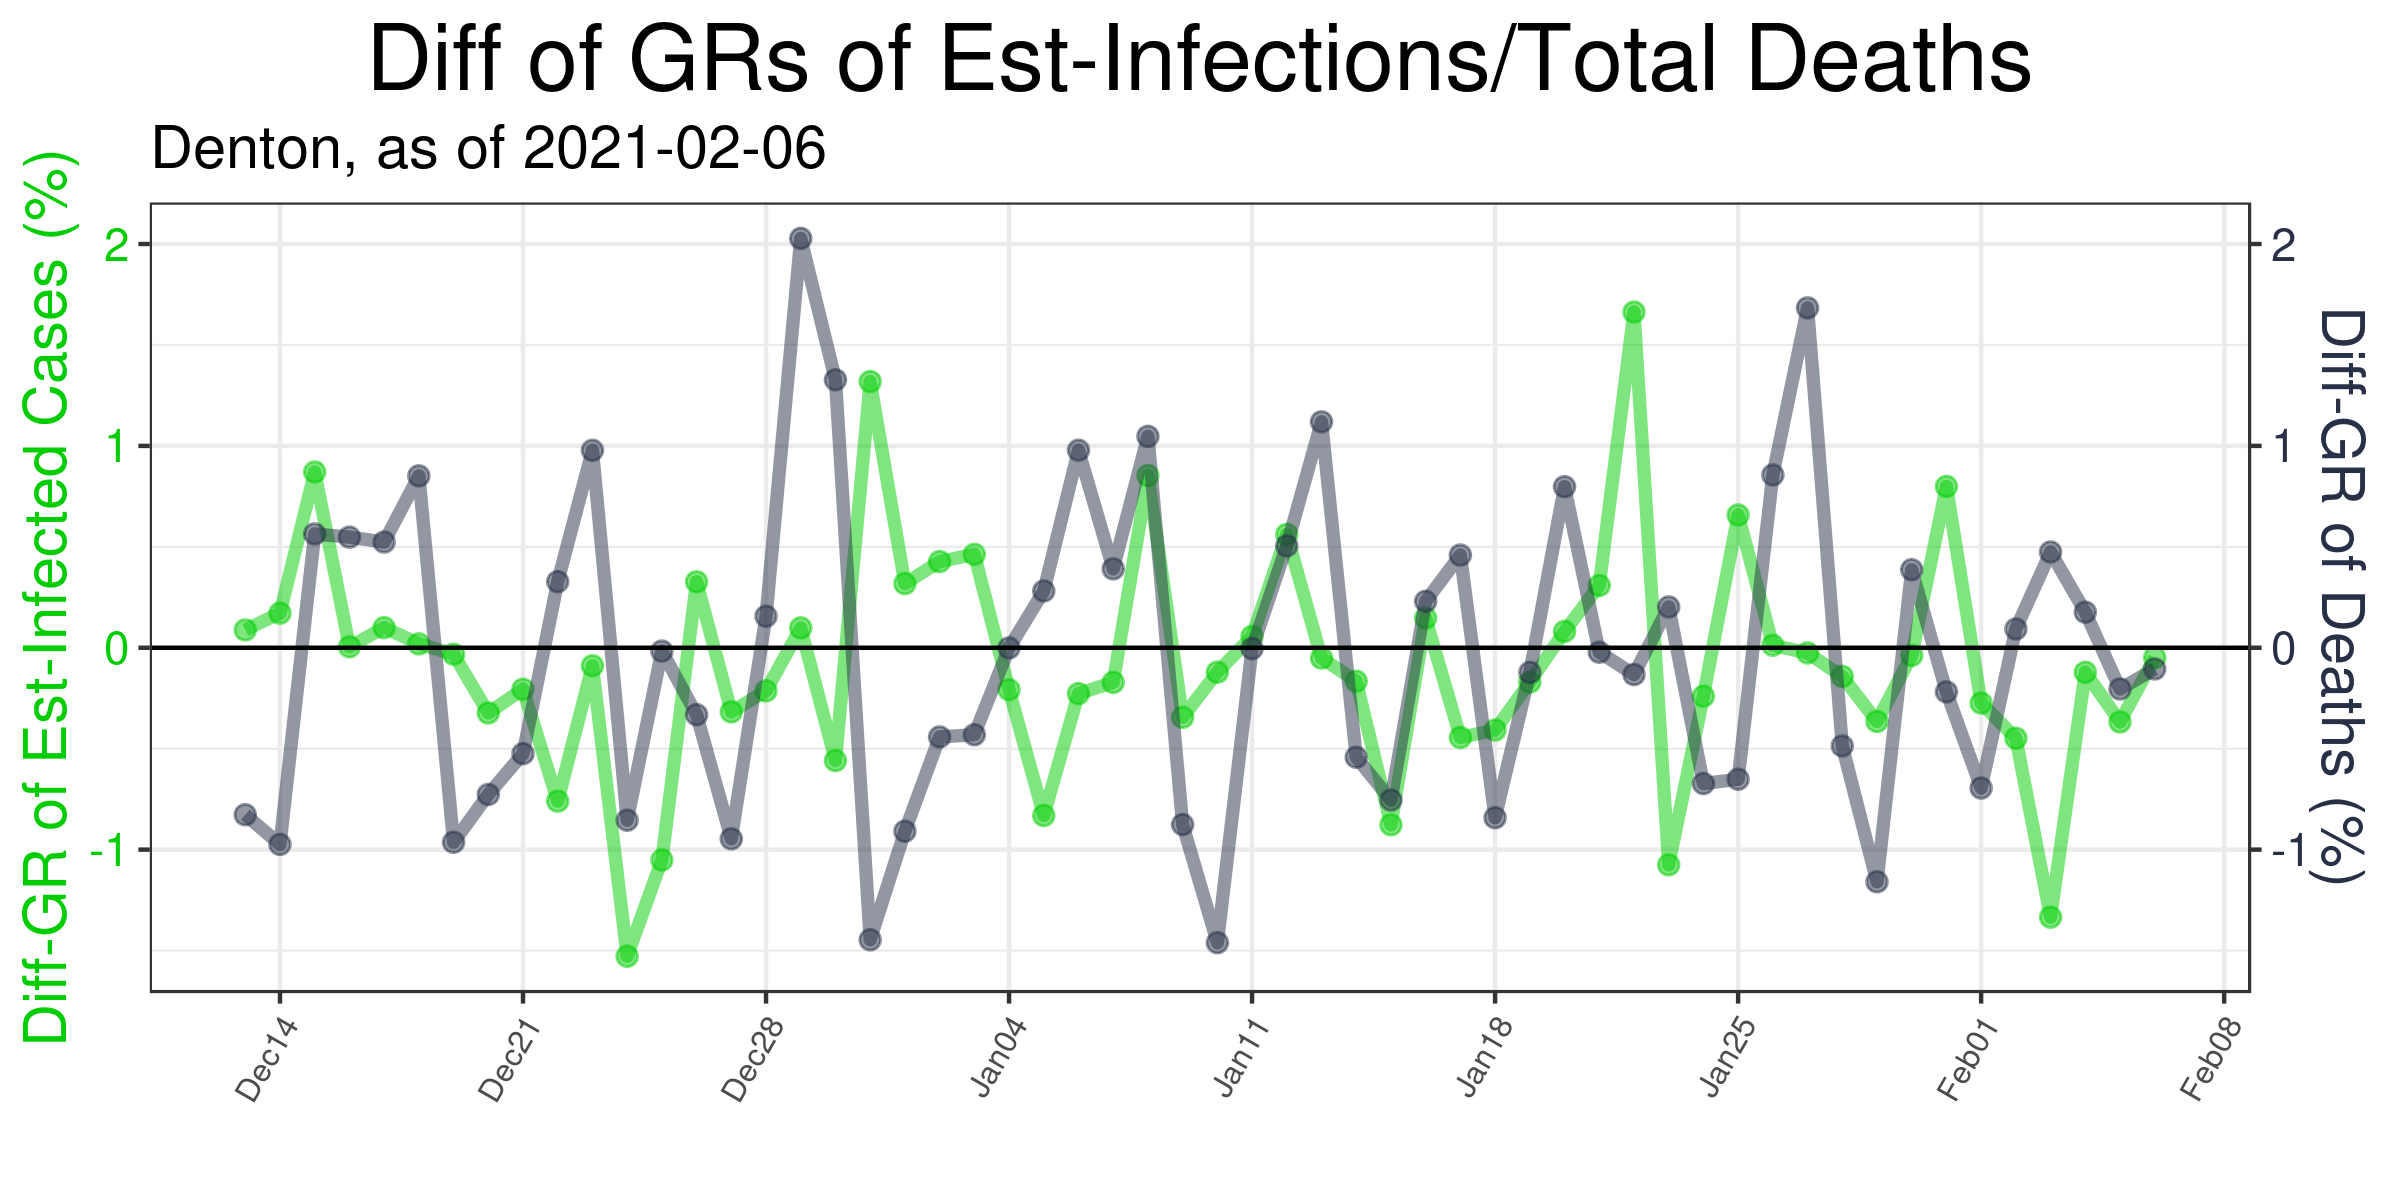 Diff of GRs of Est-Infections/Total Deaths
Denton, as of 2021-02-06
Diff-GR of Est-Infected Cases (%)
2
1
0
-1
2
1
0
-1
Diff-GR of Deaths (%)
Dec14
Dec21
Dec28
Jan04
Jan11
Jan18
Jan25
Feb01
Feb08